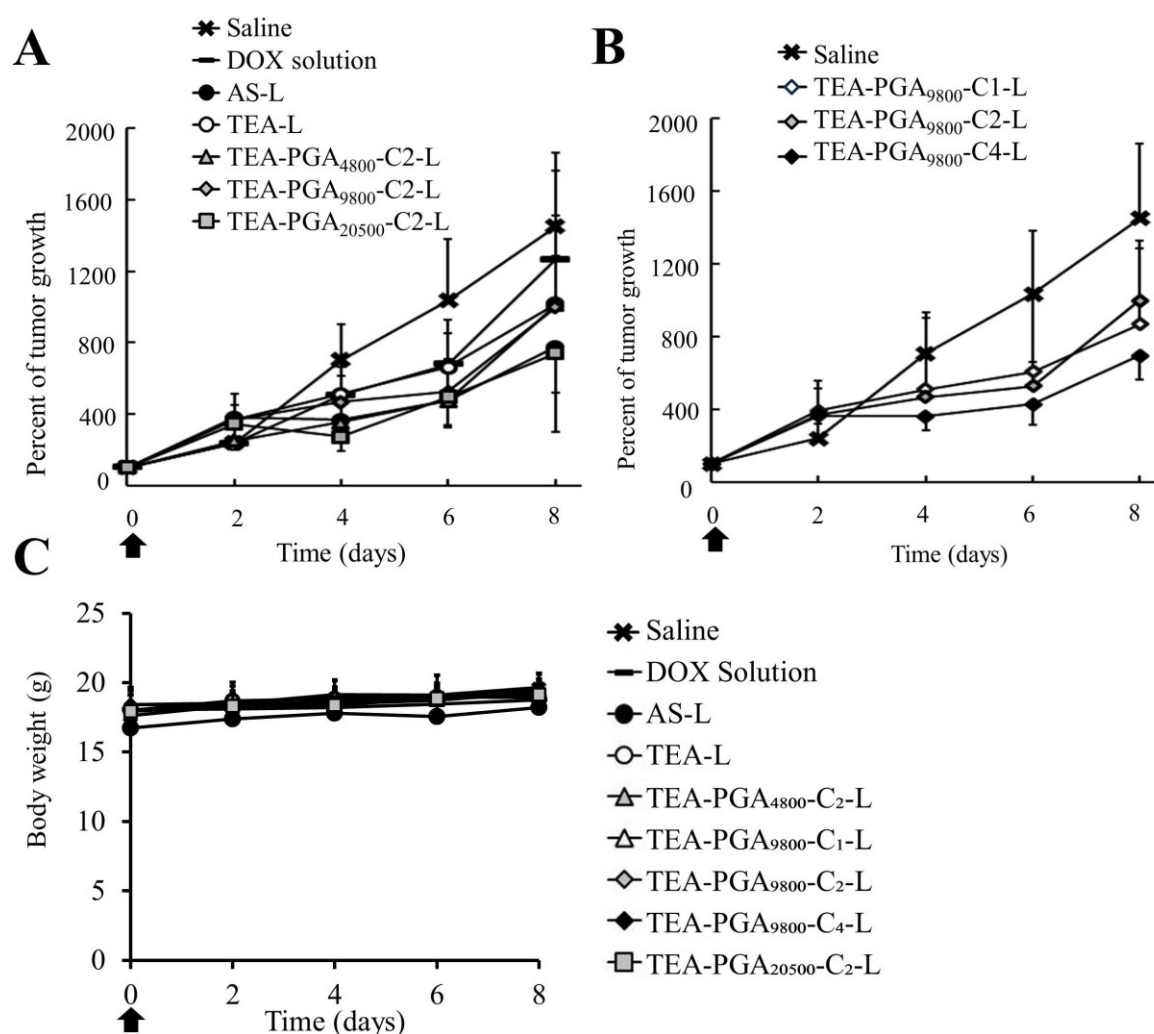 A
Saline
DOX solution
AS-L
TEA-L
TEA-PGA₄₈₀₀-C2-L
TEA-PGA₉₈₀₀-C2-L
TEA-PGA₂₀₅₀₀-C2-L
Percent of tumor growth
2000
1600
1200
800
400
0
0 2 4 6 8
Time (days)
B
Saline
TEA-PGA₉₈₀₀-C1-L
TEA-PGA₉₈₀₀-C2-L
TEA-PGA₉₈₀₀-C4-L
Percent of tumor growth
2000
1600
1200
800
400
0
0 2 4 6 8
Time (days)
C
Body weight (g)
25
20
15
10
5
0
0 2 4 6 8
Time (days)
Saline
DOX Solution
AS-L
TEA-L
TEA-PGA₄₈₀₀-C₂-L
TEA-PGA₉₈₀₀-C₁-L
TEA-PGA₉₈₀₀-C₂-L
TEA-PGA₉₈₀₀-C₄-L
TEA-PGA₂₀₅₀₀-C₂-L